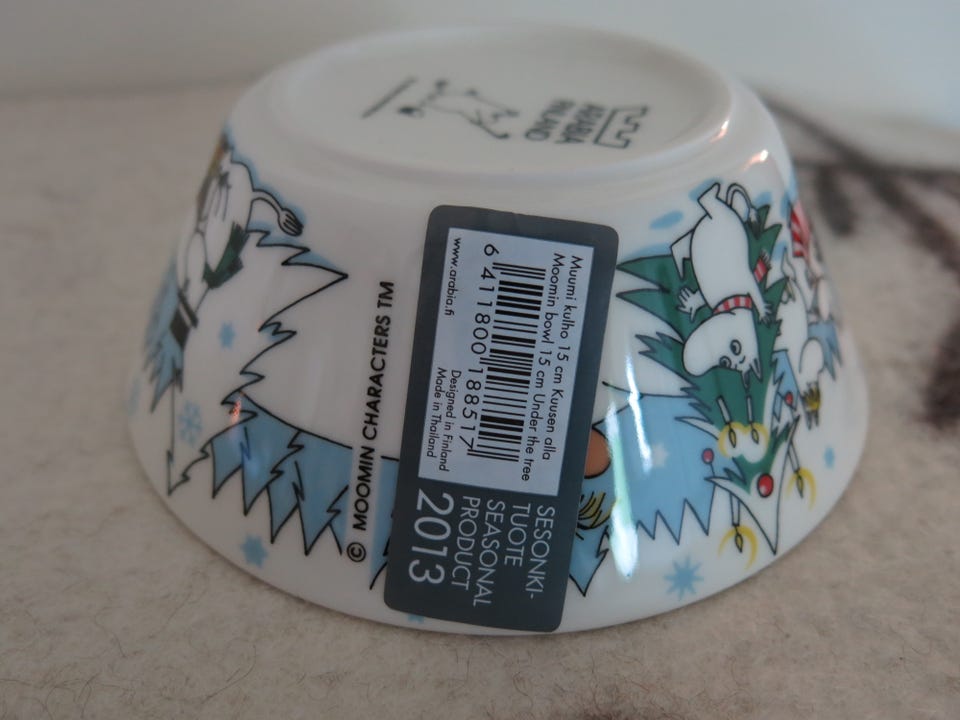 ARABIA
FINLAND
© MOOMIN CHARACTERS TM
Muumi kulho 15 cm Kuusen alla
Moomin bowl 15 cm Under the tree
6 411800 188517
Designed in Finland
Made in Thailand
www.arabia.fi
SESONKI-
TUOTE
SEASONAL
PRODUCT
2013